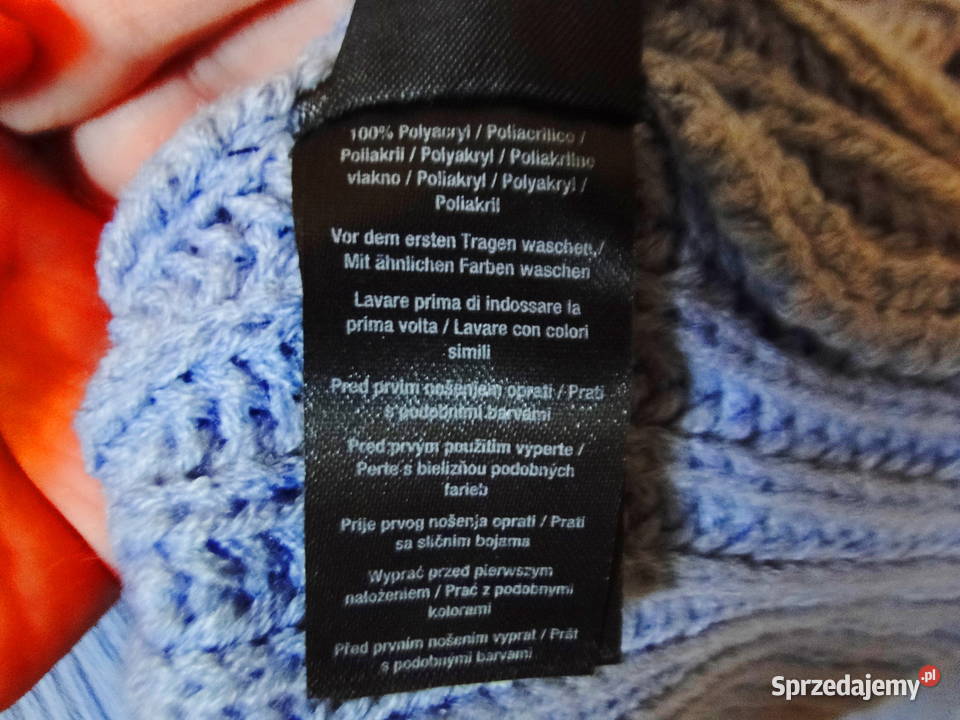 100% Polyacryl / Poliacrilico /
Poliakril / Polyakryl / Poliakrilno
vlakno / Poliakryl / Polyakryl /
Poliakril
Vor dem ersten Tragen waschen /
Mit ähnlichen Farben waschen
Lavare prima di indossare la
prima volta / Lavare con colori
simili
Pred prvim nošenjem oprati / Prati
s podobnimi barvami
Pred prvým použitím vyperte /
Perte s bielizňou podobných
farieb
Prije prvog nošenja oprati / Prati
sa sličnim bojama
Wyprać przed pierwszym
nałożeniem / Prać z podobnymi
kolorami
Před prvním nošením vyprat / Prát
s podobnými barvami
Sprzedajemy.pl